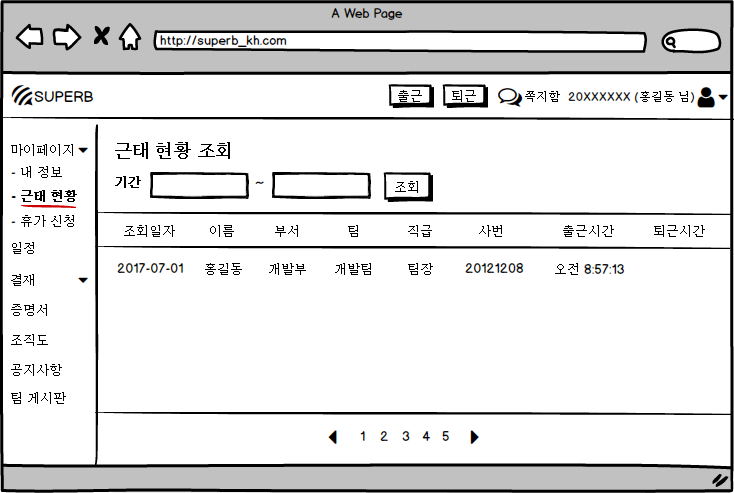 A Web Page
http://superb_kh.com
SUPERB
출근 퇴근 쪽지함 20XXXXXX (홍길동 님)
마이페이지
- 내 정보
- 근태 현황
- 휴가 신청
일정
결재
증명서
조직도
공지사항
팀 게시판
근태 현황 조회
기간 ~ 조회
조회일자 이름 부서 팀 직급 사번 출근시간 퇴근시간
2017-07-01 홍길동 개발부 개발팀 팀장 20121208 오전 8:57:13
1 2 3 4 5